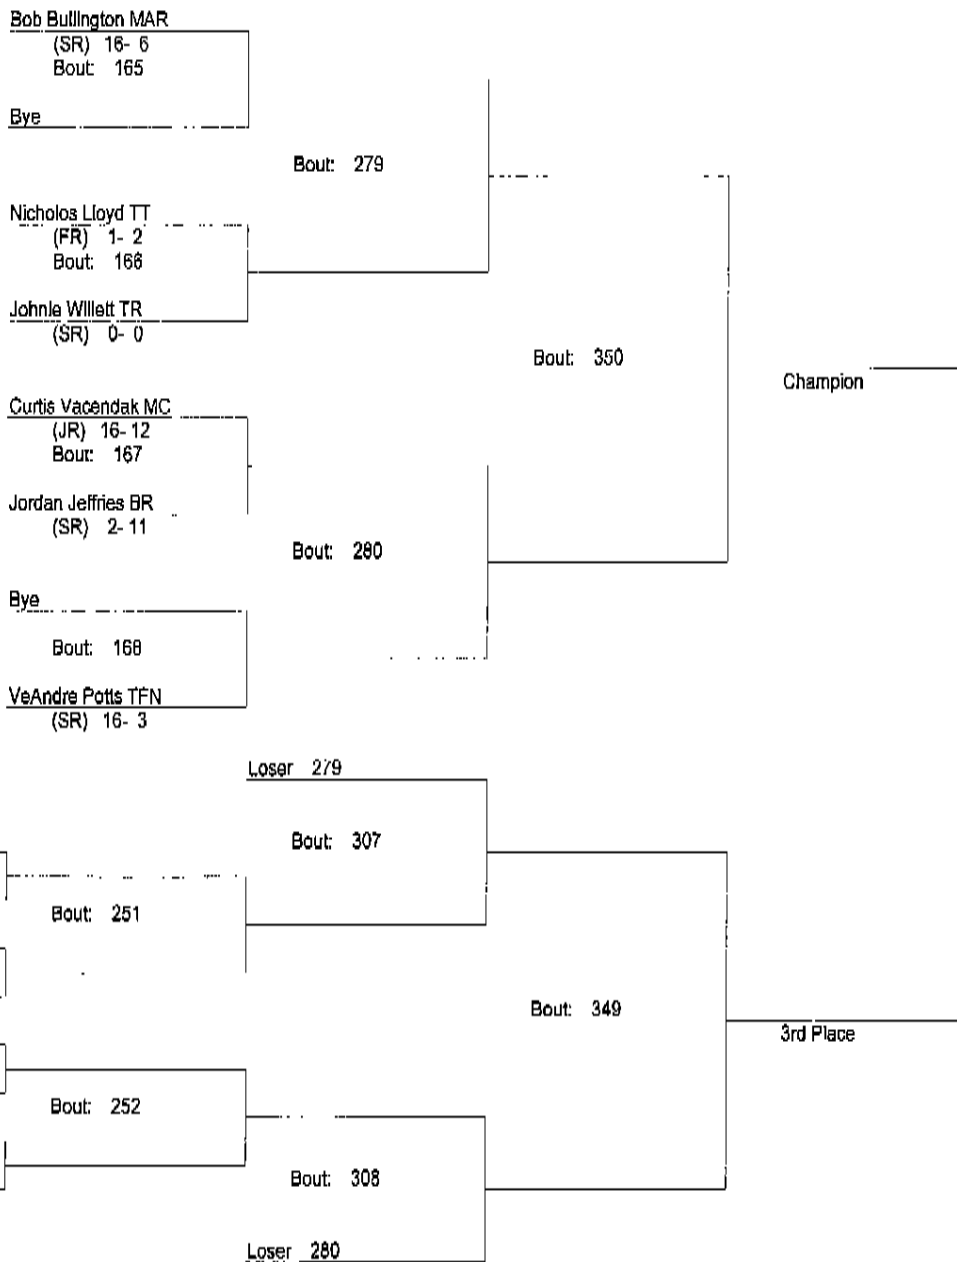 Bob Bullington MAR
(SR) 16- 6
Bout: 165
Bye
Bout: 279
Nicholos Lloyd TT
(FR) 1- 2
Bout: 166
Johnie Willett TR
(SR) 0- 0
Bout: 350
Champion
Curtis Vacendak MC
(JR) 16- 12
Bout: 167
Jordan Jeffries BR
(SR) 2- 11
Bout: 280
Bye
Bout: 168
VeAndre Potts TFN
(SR) 16- 3
Loser 279
Bout: 307
Bout: 251
Bout: 349
3rd Place
Bout: 252
Bout: 308
Loser 280